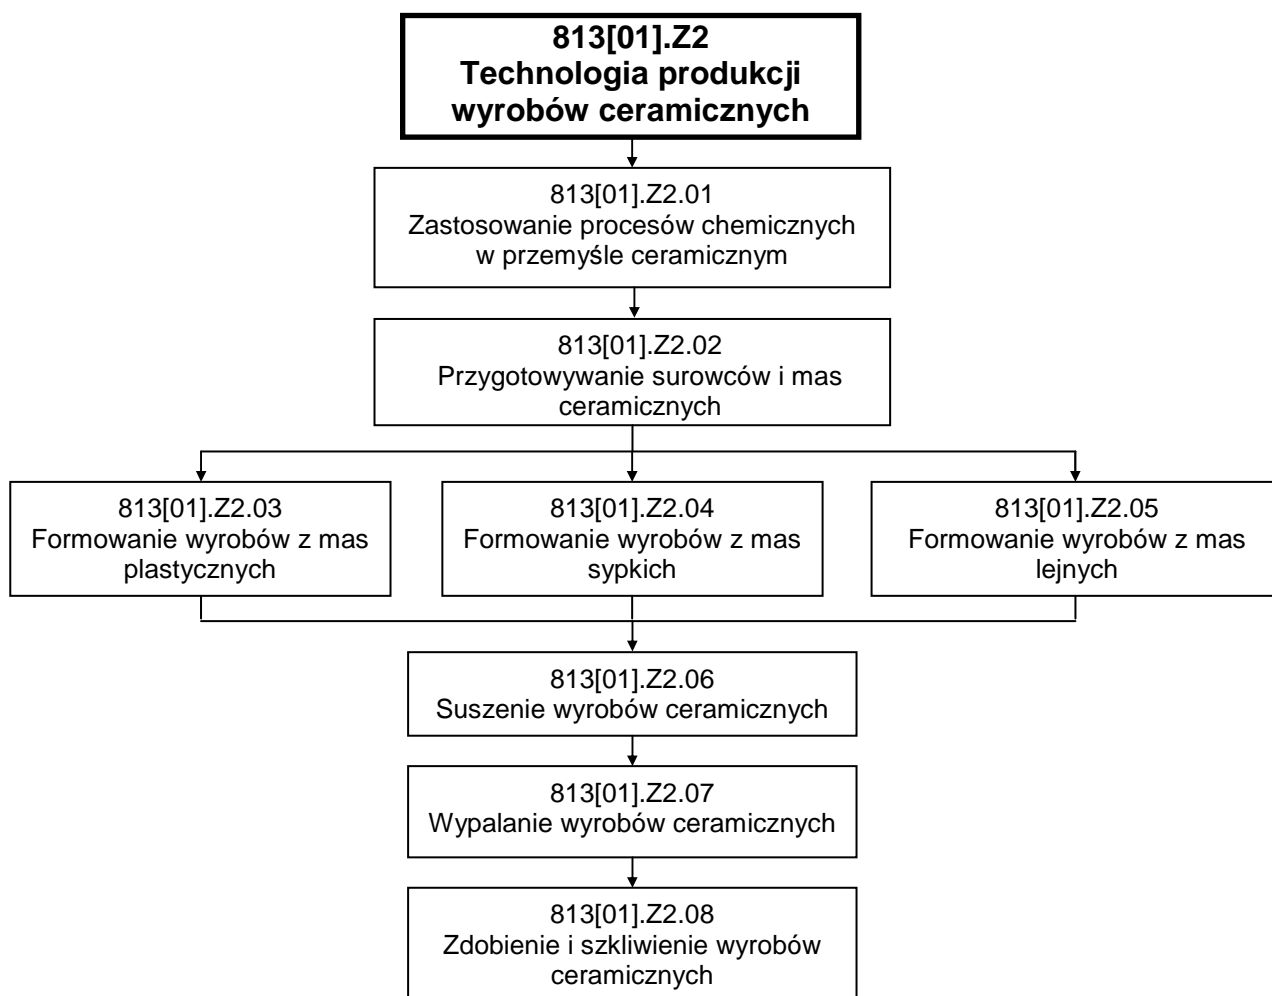 813[01].Z2
Technologia produkcji
wyrobów ceramicznych
813[01].Z2.01
Zastosowanie procesów chemicznych
w przemyśle ceramicznym
813[01].Z2.02
Przygotowywanie surowców i mas
ceramicznych
813[01].Z2.03
Formowanie wyrobów z mas
plastycznych
813[01].Z2.04
Formowanie wyrobów z mas
sypkich
813[01].Z2.05
Formowanie wyrobów z mas
lejnych
813[01].Z2.06
Suszenie wyrobów ceramicznych
813[01].Z2.07
Wypalanie wyrobów ceramicznych
813[01].Z2.08
Zdobienie i szkliwienie wyrobów
ceramicznych